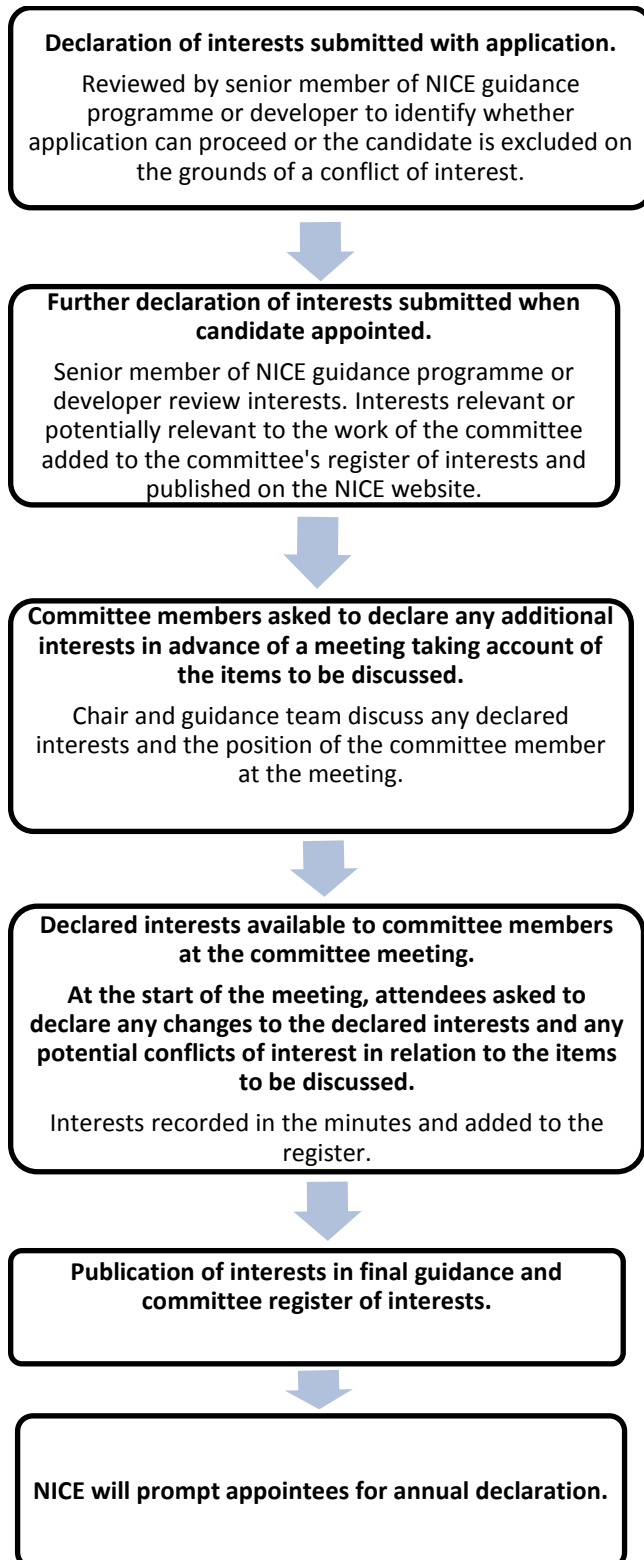 Declaration of interests submitted with application.
Reviewed by senior member of NICE guidance
programme or developer to identify whether
application can proceed or the candidate is excluded on
the grounds of a conflict of interest.
Further declaration of interests submitted when
candidate appointed.
Senior member of NICE guidance programme or
developer review interests. Interests relevant or
potentially relevant to the work of the committee
added to the committee's register of interests and
published on the NICE website.
Committee members asked to declare any additional
interests in advance of a meeting taking account of
the items to be discussed.
Chair and guidance team discuss any declared
interests and the position of the committee member
at the meeting.
Declared interests available to committee members
at the committee meeting.
At the start of the meeting, attendees asked to
declare any changes to the declared interests and any
potential conflicts of interest in relation to the items
to be discussed.
Interests recorded in the minutes and added to the
register.
Publication of interests in final guidance and
committee register of interests.
NICE will prompt appointees for annual declaration.